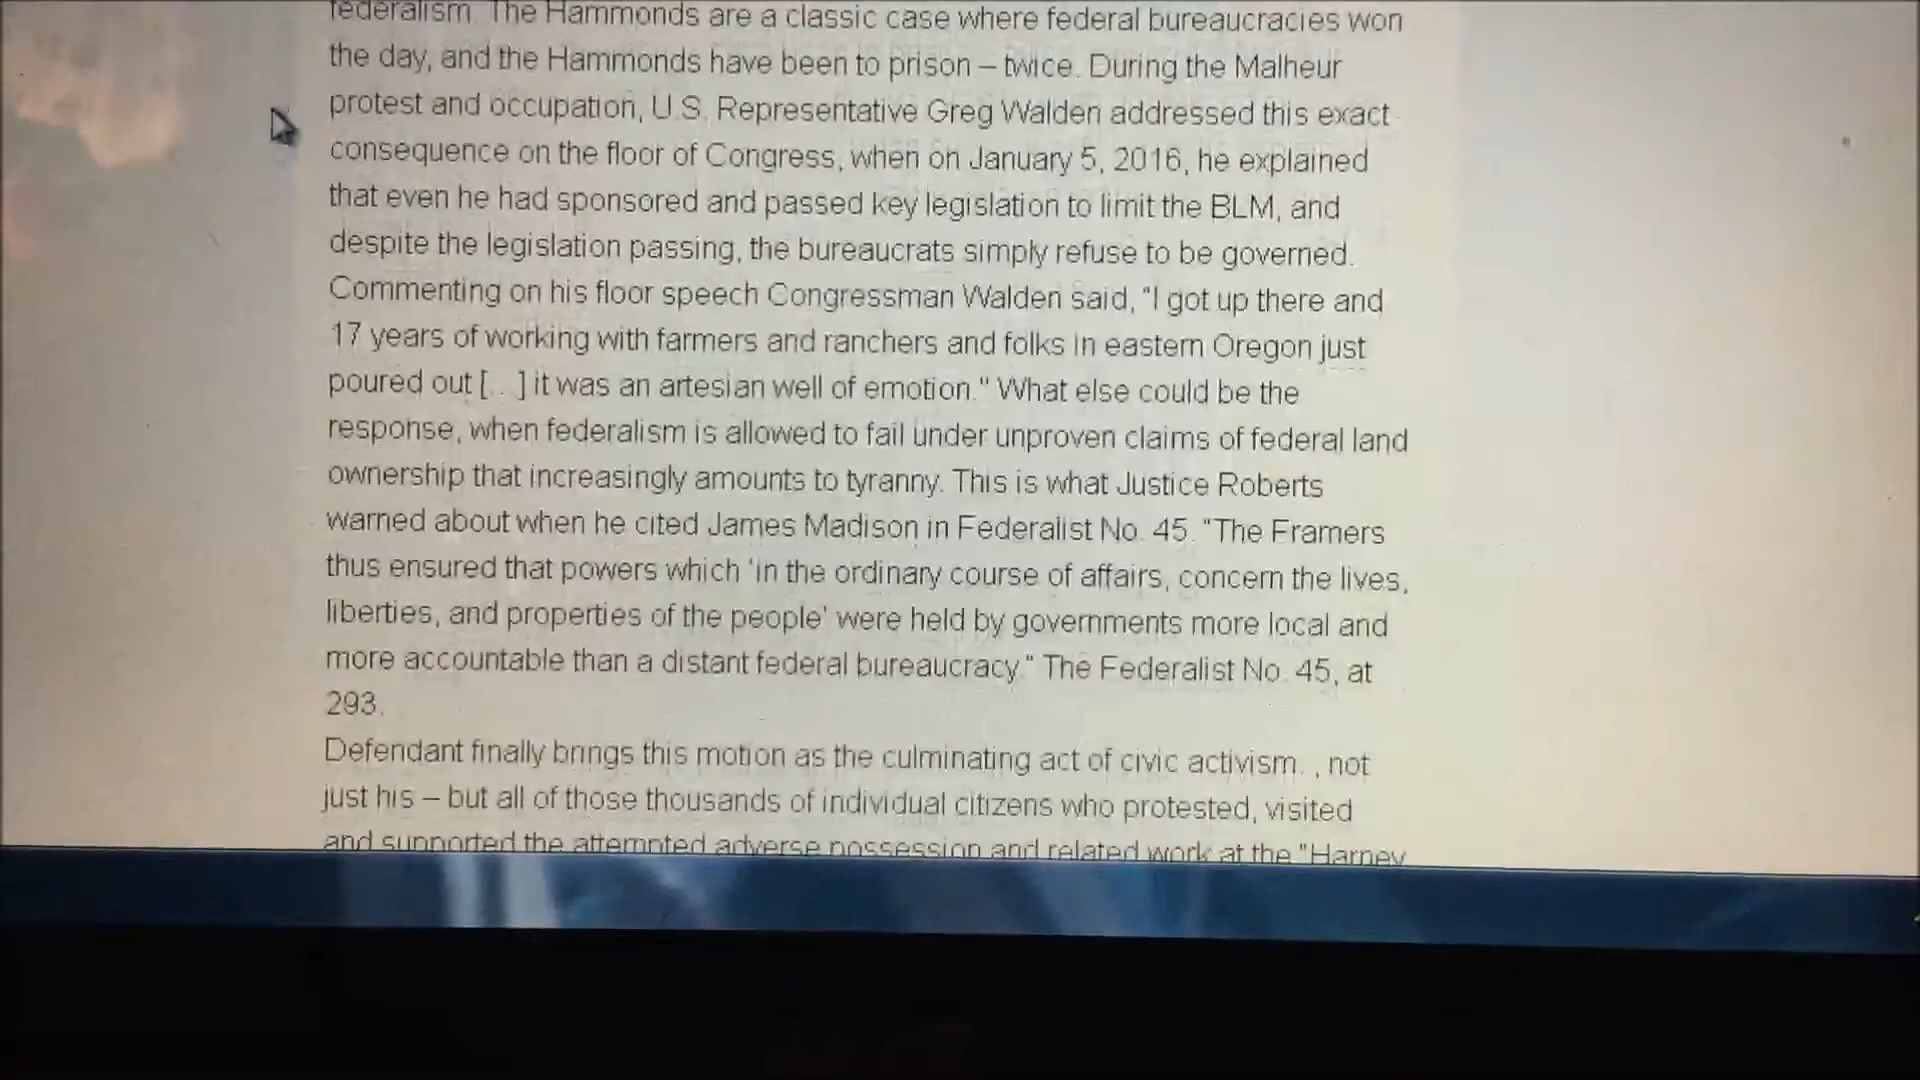 federalism. The Hammonds are a classic case where federal bureaucracies won
the day, and the Hammonds have been to prison – twice. During the Malheur
protest and occupation, U.S. Representative Greg Walden addressed this exact
consequence on the floor of Congress, when on January 5, 2016, he explained
that even he had sponsored and passed key legislation to limit the BLM, and
despite the legislation passing, the bureaucrats simply refuse to be governed.
Commenting on his floor speech Congressman Walden said, "I got up there and
17 years of working with farmers and ranchers and folks in eastern Oregon just
poured out [...] it was an artesian well of emotion." What else could be the
response, when federalism is allowed to fail under unproven claims of federal land
ownership that increasingly amounts to tyranny. This is what Justice Roberts
warned about when he cited James Madison in Federalist No. 45. "The Framers
thus ensured that powers which 'in the ordinary course of affairs, concern the lives,
liberties, and properties of the people' were held by governments more local and
more accountable than a distant federal bureaucracy." The Federalist No. 45, at
293.
Defendant finally brings this motion as the culminating act of civic activism. , not
just his – but all of those thousands of individual citizens who protested, visited
and supported the attempted adverse possession and related work at the "Harney